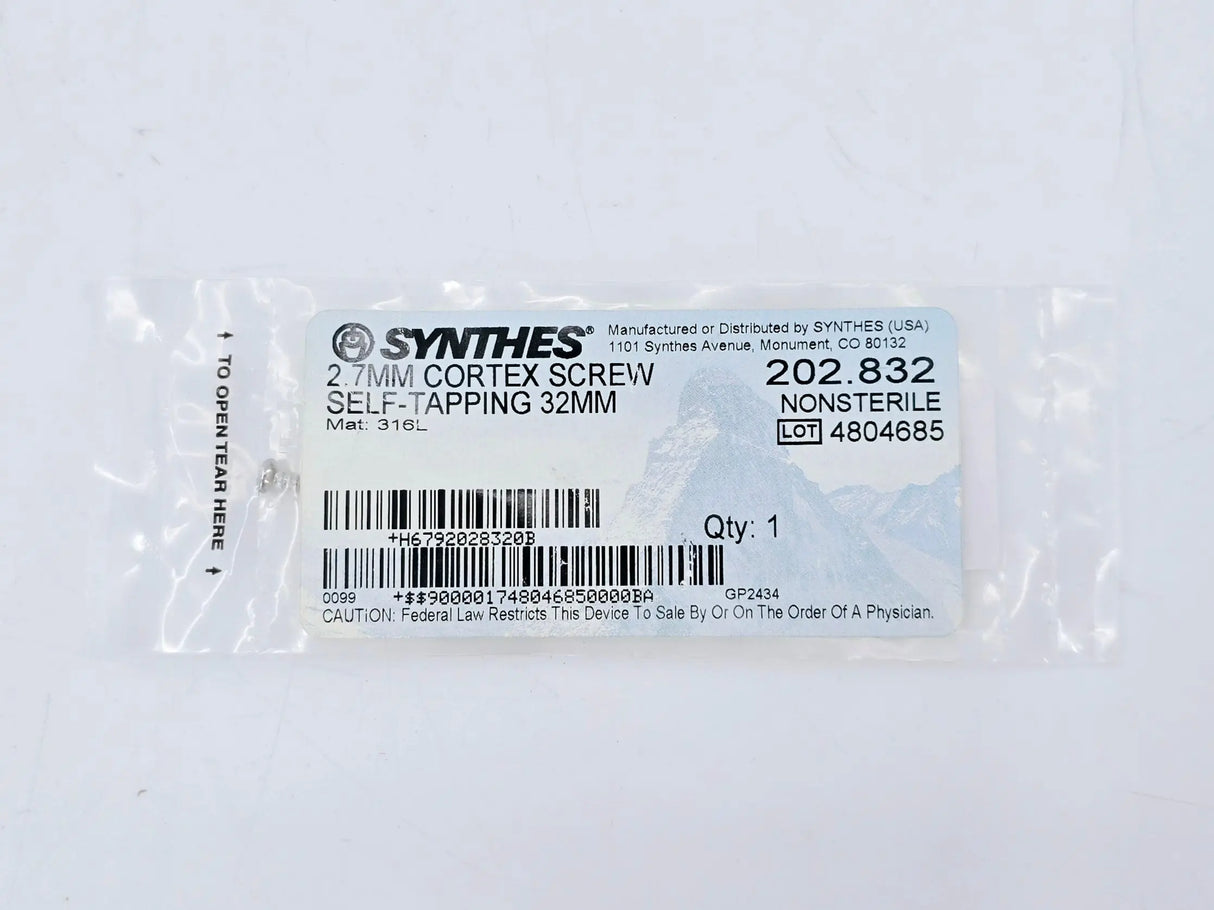 SYNTHES®
Manufactured or Distributed by SYNTHES (USA)
1101 Synthes Avenue, Monument, CO 80132
2.7MM CORTEX SCREW
SELF-TAPPING 32MM
Mat: 316L
202.832
NONSTERILE
LOT 4804685
↑ TO OPEN TEAR HERE ↑
+H6792028320B
Qty: 1
0099 +$$900001748046850000BA GP2434
CAUTION: Federal Law Restricts This Device To Sale By Or On The Order Of A Physician.